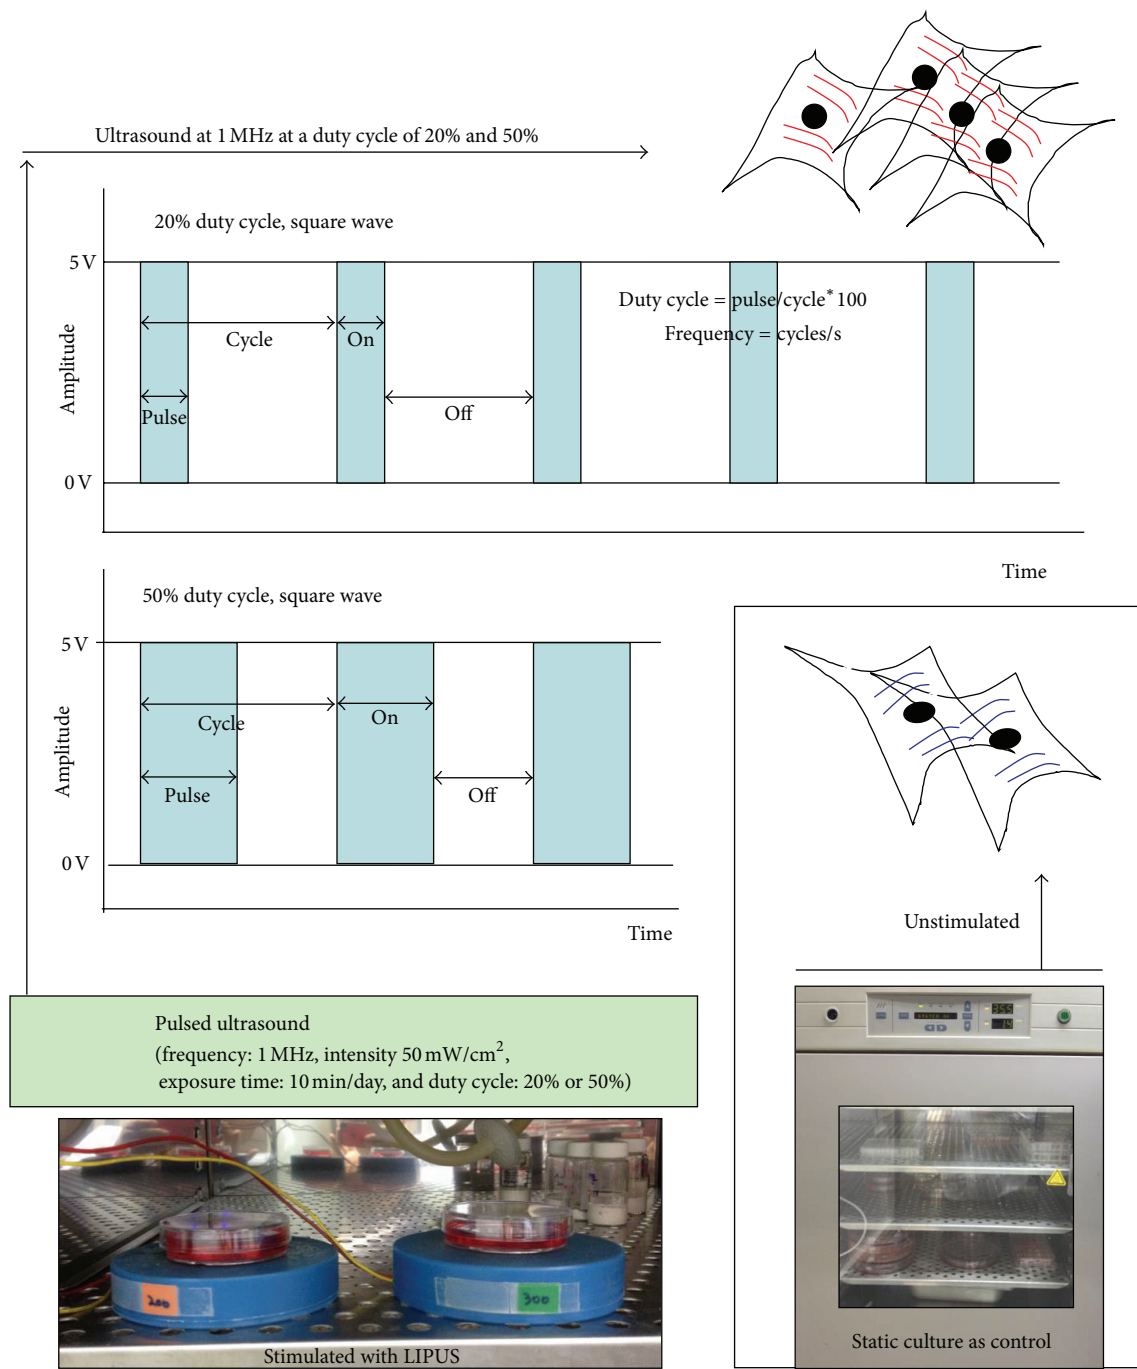 Ultrasound at 1 MHz at a duty cycle of 20% and 50%
20% duty cycle, square wave
5 V
Duty cycle = pulse/cycle* 100
Frequency = cycles/s
Cycle
On
Amplitude
Pulse
Off
0 V
Time
50% duty cycle, square wave
5 V
Cycle
On
Amplitude
Pulse
Off
0 V
Time
Unstimulated
Pulsed ultrasound
(frequency: 1 MHz, intensity 50 mW/cm²,
exposure time: 10 min/day, and duty cycle: 20% or 50%)
200
300
Stimulated with LIPUS
Static culture as control